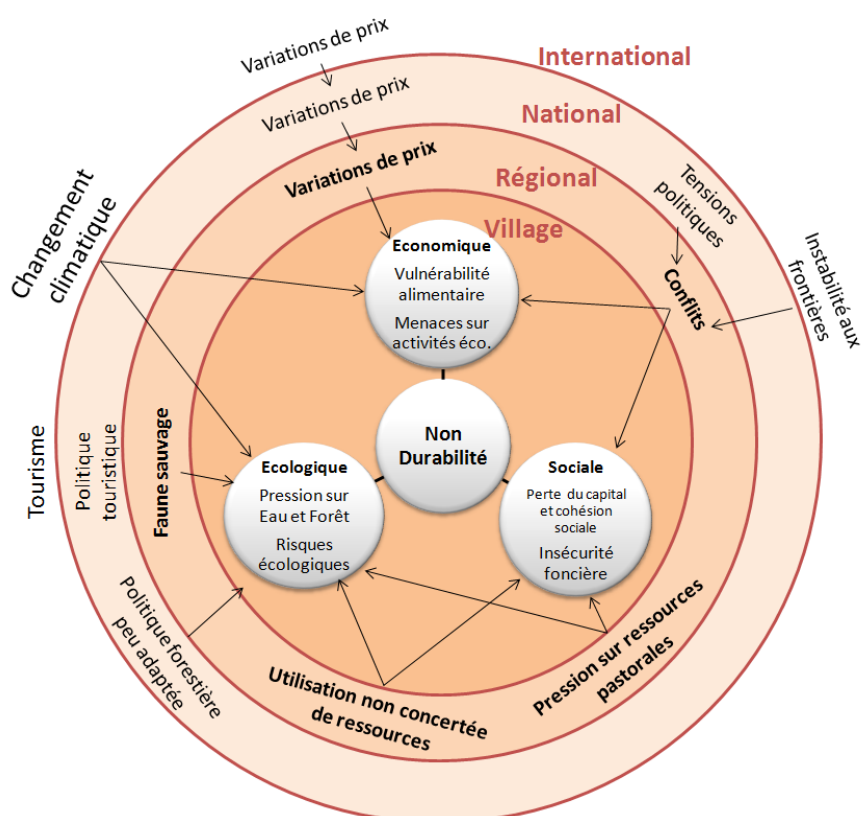 Variations de prix
International
Variations de prix
National
Variations de prix
Régional
Village
Tensions
politiques
Changement
climatique
Instabilité aux
frontières
Conflits
Economique
Vulnérabilité
alimentaire
Menaces sur
activités éco.
Non
Durabilité
Tourisme
Politique
touristique
Faune sauvage
Ecologique
Pression sur
Eau et Forêt
Risques
écologiques
Sociale
Perte du capital
et cohésion
sociale
Insécurité
foncière
Politique forestière
peu adaptée
Utilisation non concertée
de ressources
Pression sur ressources
pastorales